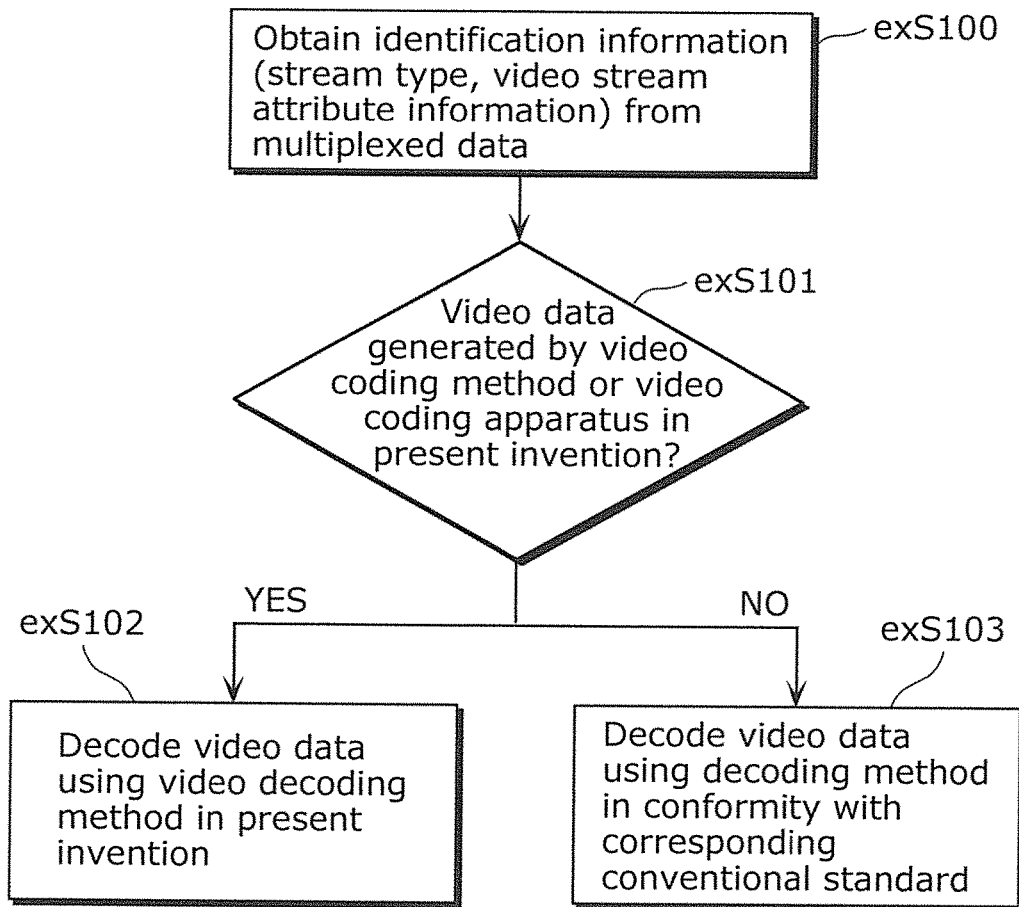 exS100
Obtain identification information
(stream type, video stream
attribute information) from
multiplexed data
exS101
Video data
generated by video
coding method or video
coding apparatus in
present invention?
YES
NO
exS102
exS103
Decode video data
using video decoding
method in present
invention
Decode video data
using decoding method
in conformity with
corresponding
conventional standard